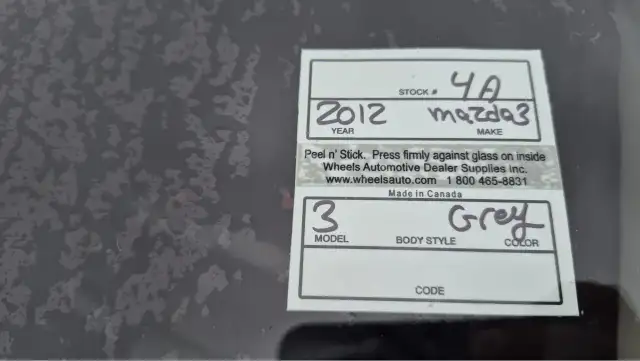 STOCK # 4A
2012 mazda3
YEAR MAKE
Peel n' Stick. Press firmly against glass on inside
Wheels Automotive Dealer Supplies Inc.
www.wheelsauto.com 1 800 465-8831
Made in Canada
3 Grey
MODEL BODY STYLE COLOR
CODE